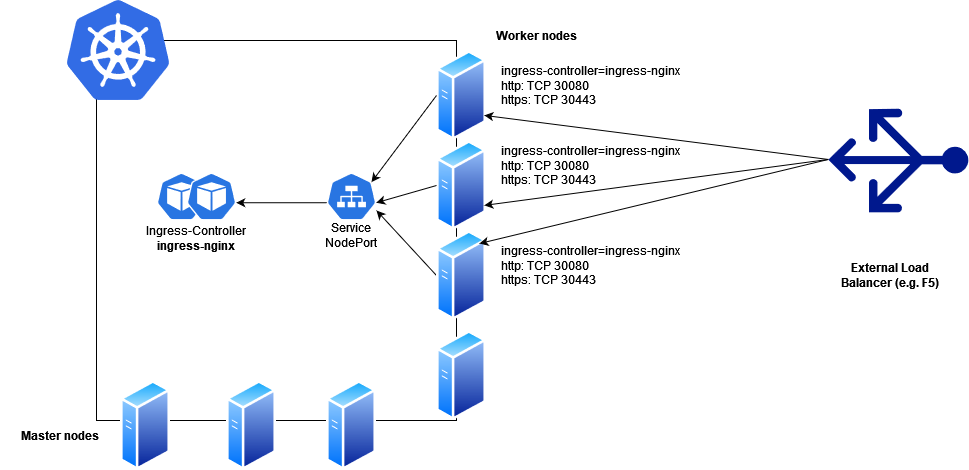 Worker nodes
ingress-controller=ingress-nginx
http: TCP 30080
https: TCP 30443
ingress-controller=ingress-nginx
http: TCP 30080
https: TCP 30443
Ingress-Controller
ingress-nginx
Service
NodePort
ingress-controller=ingress-nginx
http: TCP 30080
https: TCP 30443
External Load
Balancer (e.g. F5)
Master nodes